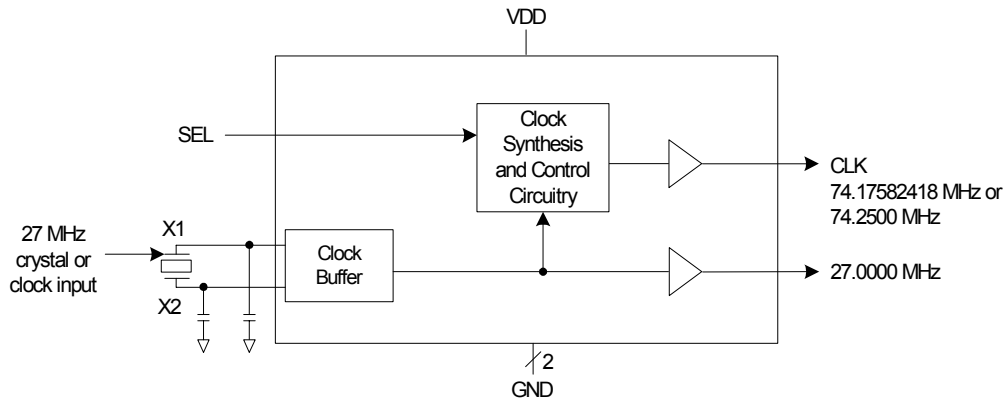 VDD
SEL
Clock
Synthesis
and Control
Circuitry
CLK
74.17582418 MHz or
74.2500 MHz
27 MHz
crystal or
clock input
X1
X2
Clock
Buffer
27.0000 MHz
2
GND